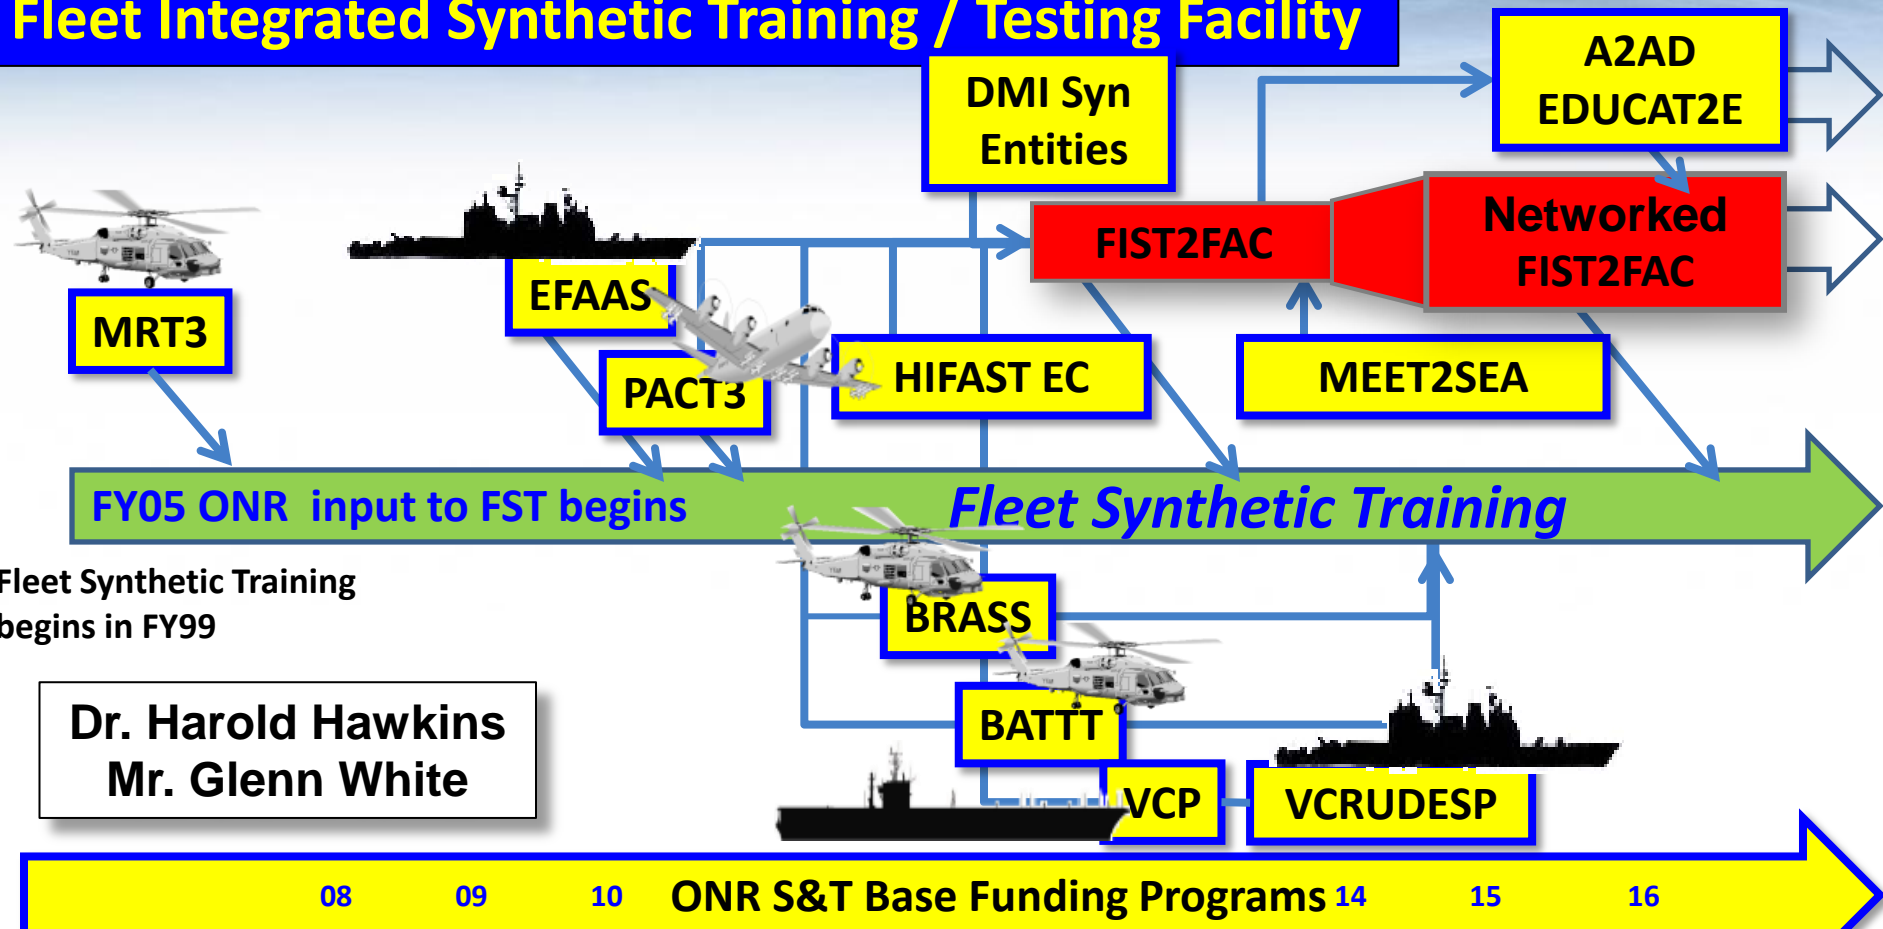 Fleet Integrated Synthetic Training / Testing Facility
DMI Syn
Entities
A2AD
EDUCAT2E
FIST2FAC
Networked
FIST2FAC
MRT3
EFAAS
PACT3
HIFAST EC
MEET2SEA
FY05 ONR input to FST begins
Fleet Synthetic Training
Fleet Synthetic Training
begins in FY99
BRASS
BATTT
VCP
VCRUDESP
Dr. Harold Hawkins
Mr. Glenn White
08 09 10 ONR S&T Base Funding Programs 14 15 16